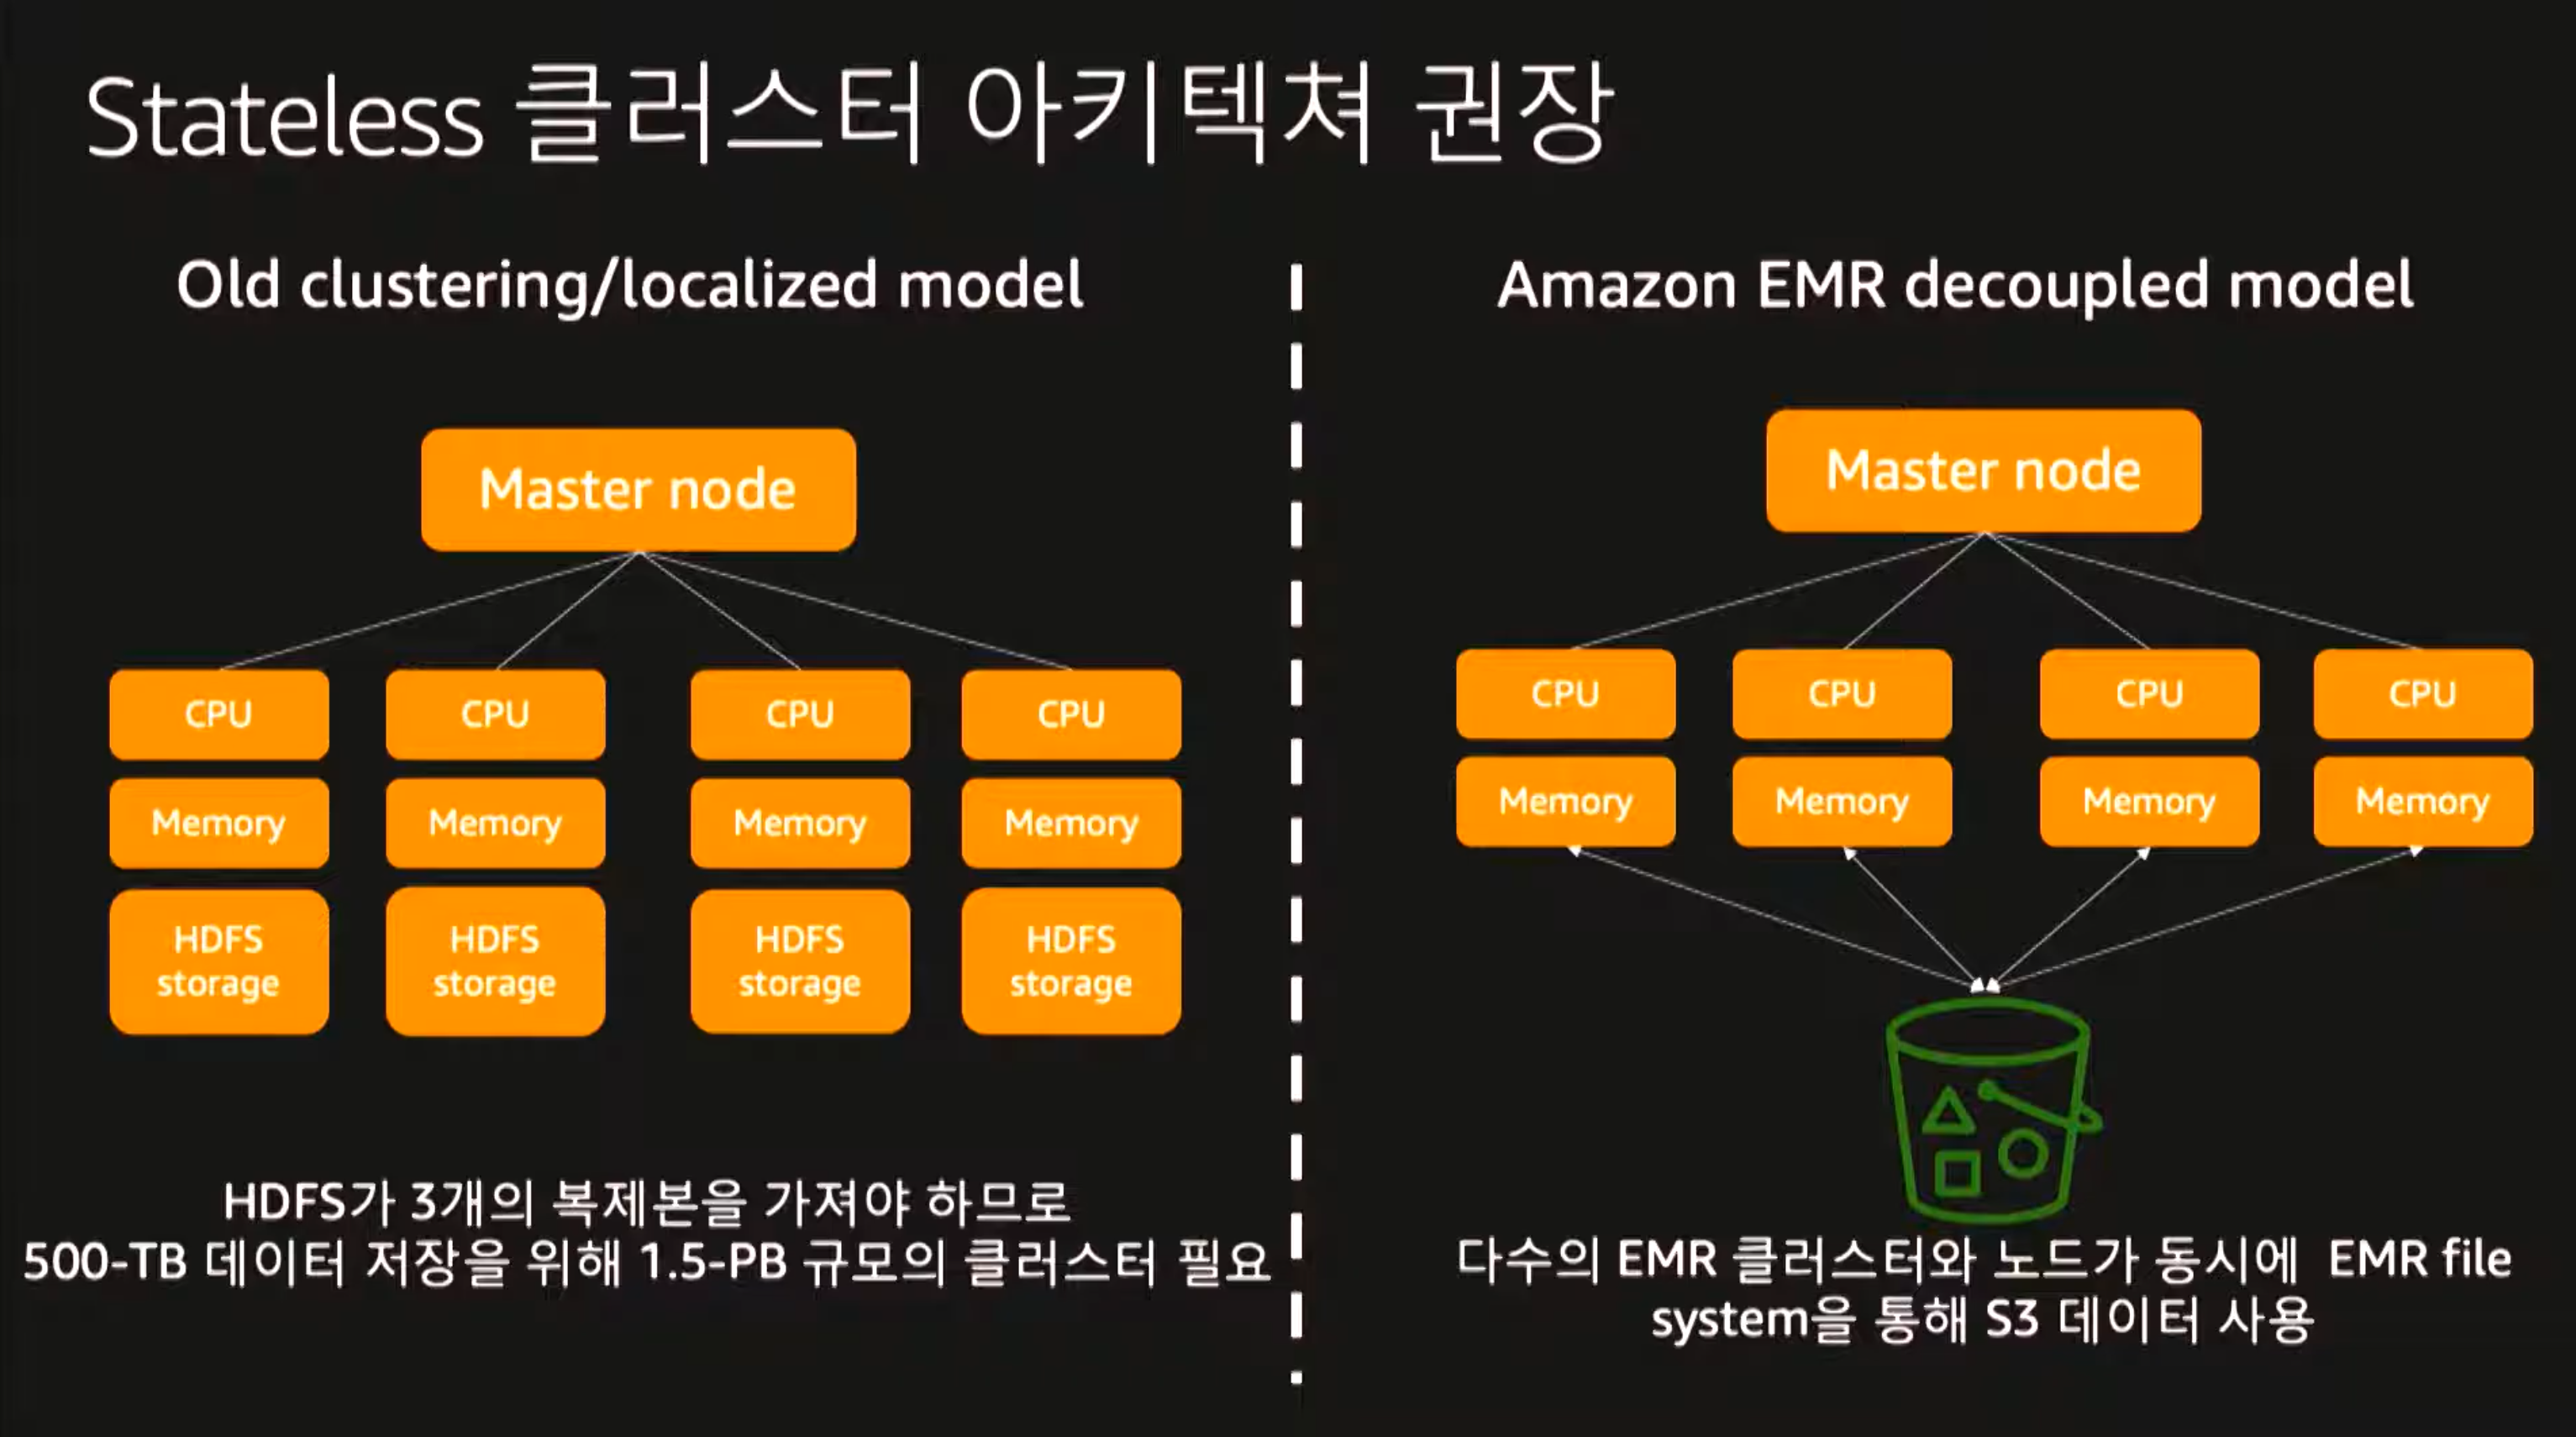 Stateless 클러스터 아키텍쳐 권장
Old clustering/localized model
Master node
CPU
CPU
CPU
CPU
Memory
Memory
Memory
Memory
HDFS
storage
HDFS
storage
HDFS
storage
HDFS
storage
HDFS가 3개의 복제본을 가져야 하므로
500-TB 데이터 저장을 위해 1.5-PB 규모의 클러스터 필요
Amazon EMR decoupled model
Master node
CPU
CPU
CPU
CPU
Memory
Memory
Memory
Memory
다수의 EMR 클러스터와 노드가 동시에 EMR file
system을 통해 S3 데이터 사용